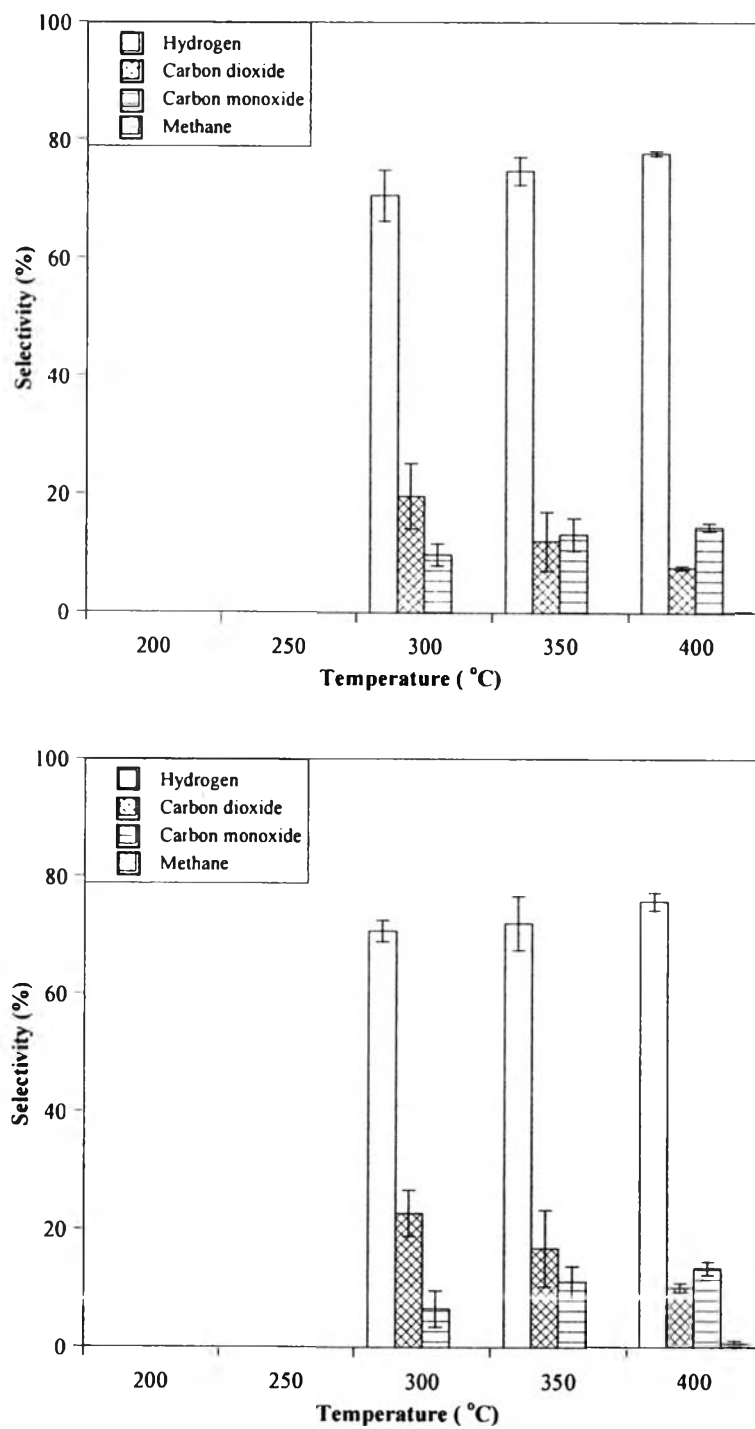 100
80
60
40
20
0
Selectivity (%)
Hydrogen
Carbon dioxide
Carbon monoxide
Methane
200 250 300 350 400
Temperature ( °C)
100
80
60
40
20
0
Selectivity (%)
Hydrogen
Carbon dioxide
Carbon monoxide
Methane
200 250 300 350 400
Temperature ( °C)